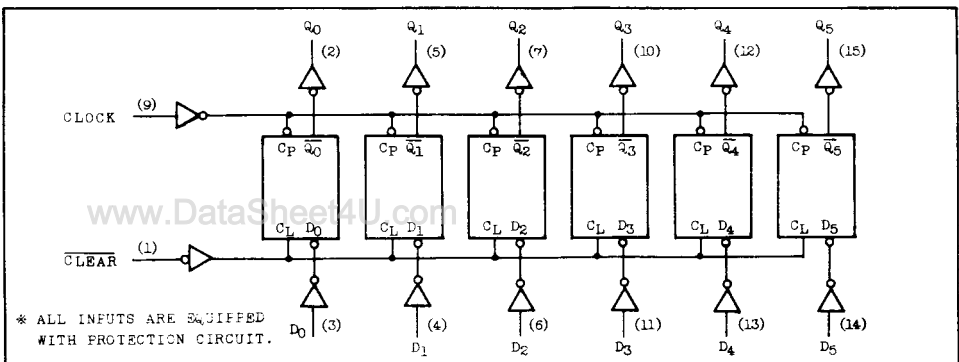 Q0 Q1 Q2 Q3 Q4 Q5
(2) (5) (7) (10) (12) (15)
CLOCK (9)
CP Q̅0̅ CP Q̅1̅ CP Q̅2̅ CP Q̅3̅ CP Q̅4̅ CP Q̅5̅
www.DataSheet4U.com
CL D0 CL D1 CL D2 CL D3 CL D4 CL D5
C̅L̅E̅A̅R̅ (1)
※ ALL INPUTS ARE EQUIPPED
WITH PROTECTION CIRCUIT.
D0 (3) D1 (4) D2 (6) D3 (11) D4 (13) D5 (14)